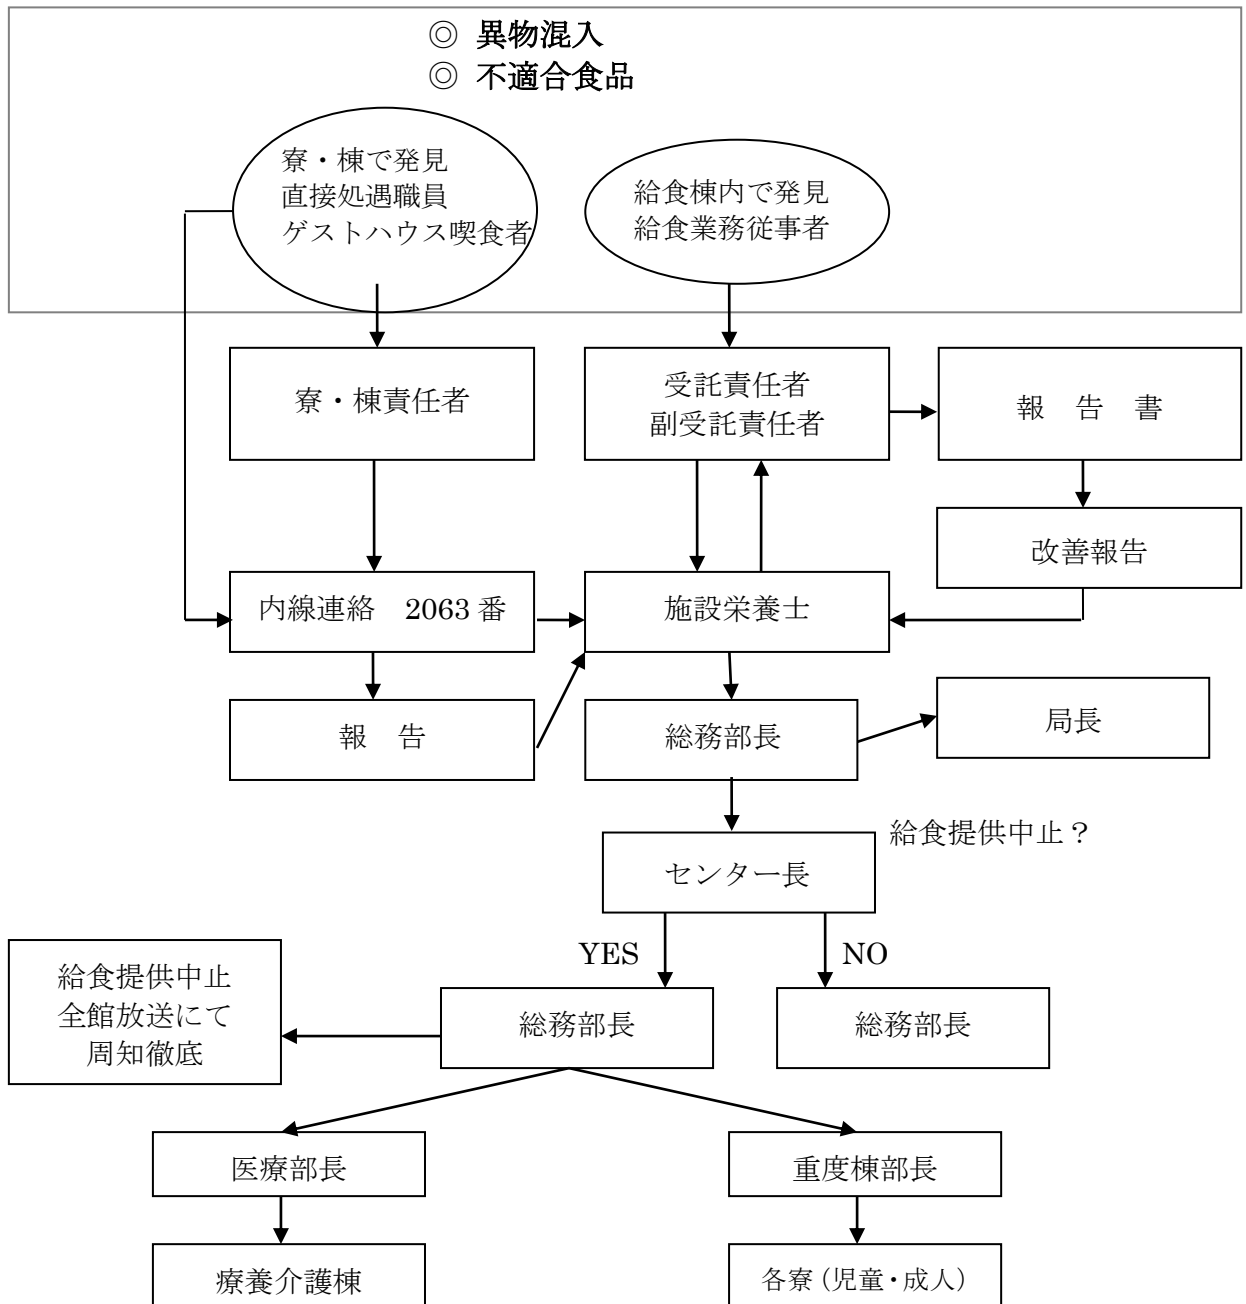 ◎ 異物混入
◎ 不適合食品
寮・棟で発見
直接処遇職員
ゲストハウス喫食者
給食棟内で発見
給食業務従事者
寮・棟責任者
受託責任者
副受託責任者
報 告 書
改善報告
内線連絡 2063 番
施設栄養士
報 告
総務部長
局長
給食提供中止？
センター長
YES
NO
給食提供中止
全館放送にて
周知徹底
総務部長
総務部長
医療部長
重度棟部長
療養介護棟
各寮（児童・成人）